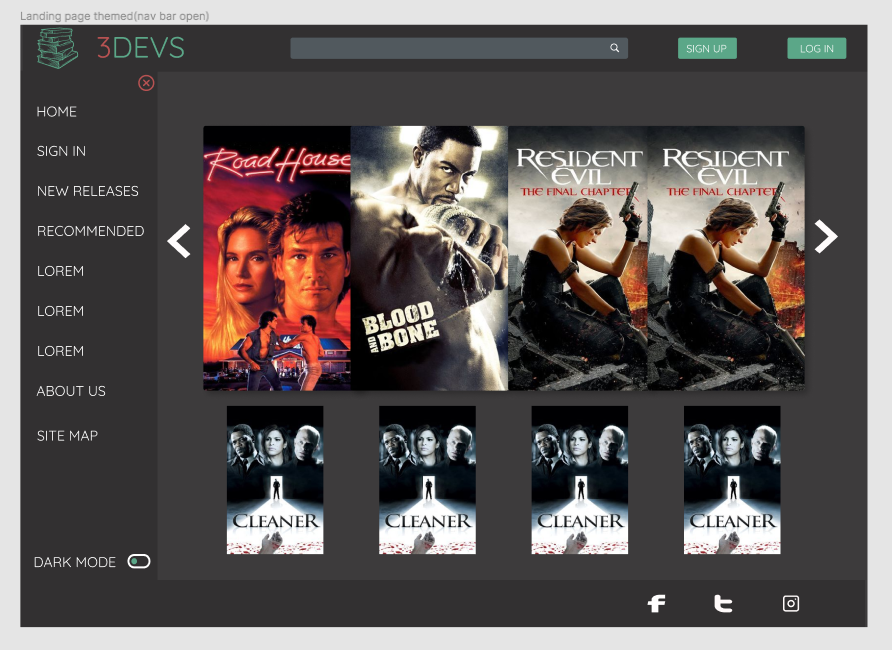 Landing page themed(nav bar open)
3DEVS
SIGN UP
LOG IN
HOME
SIGN IN
NEW RELEASES
RECOMMENDED
LOREM
LOREM
LOREM
ABOUT US
SITE MAP
DARK MODE
Road House
BLOOD
AND BONE
RESIDENT
EVIL
THE FINAL CHAPTER
RESIDENT
EVIL
THE FINAL CHAPTER
CLEANER
CLEANER
CLEANER
CLEANER